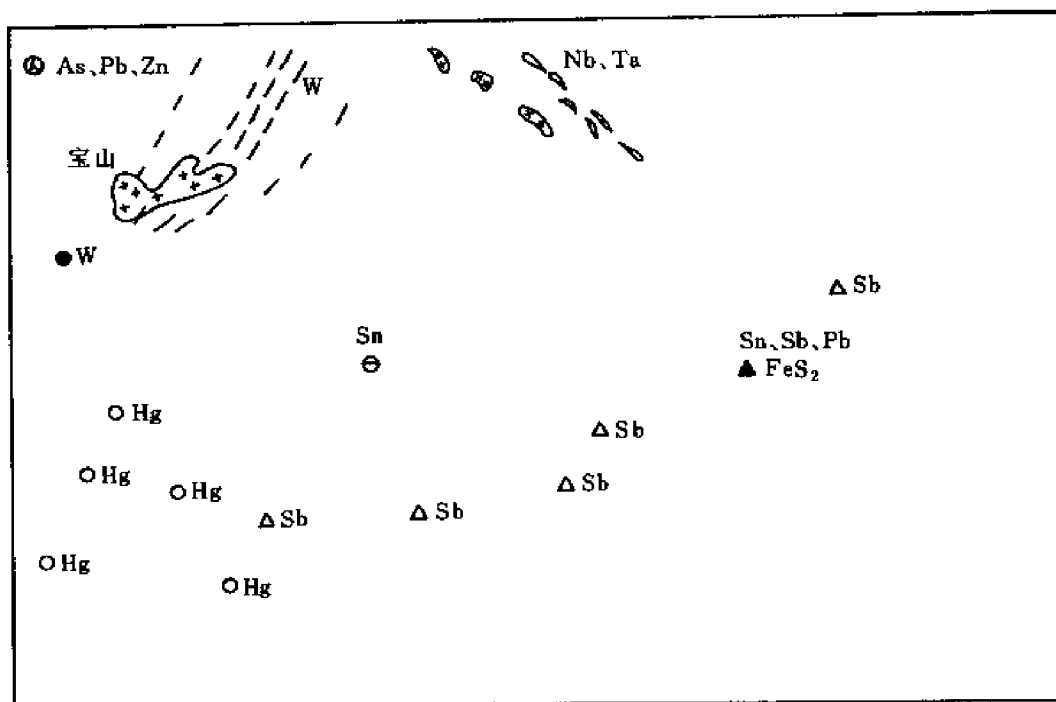 As、Pb、Zn
W
Nb、Ta
宝山
W
Sb
Sn
Sn、Sb、Pb
FeS₂
Hg
Sb
Hg
Hg
Sb
Sb
Sb
Hg
Hg